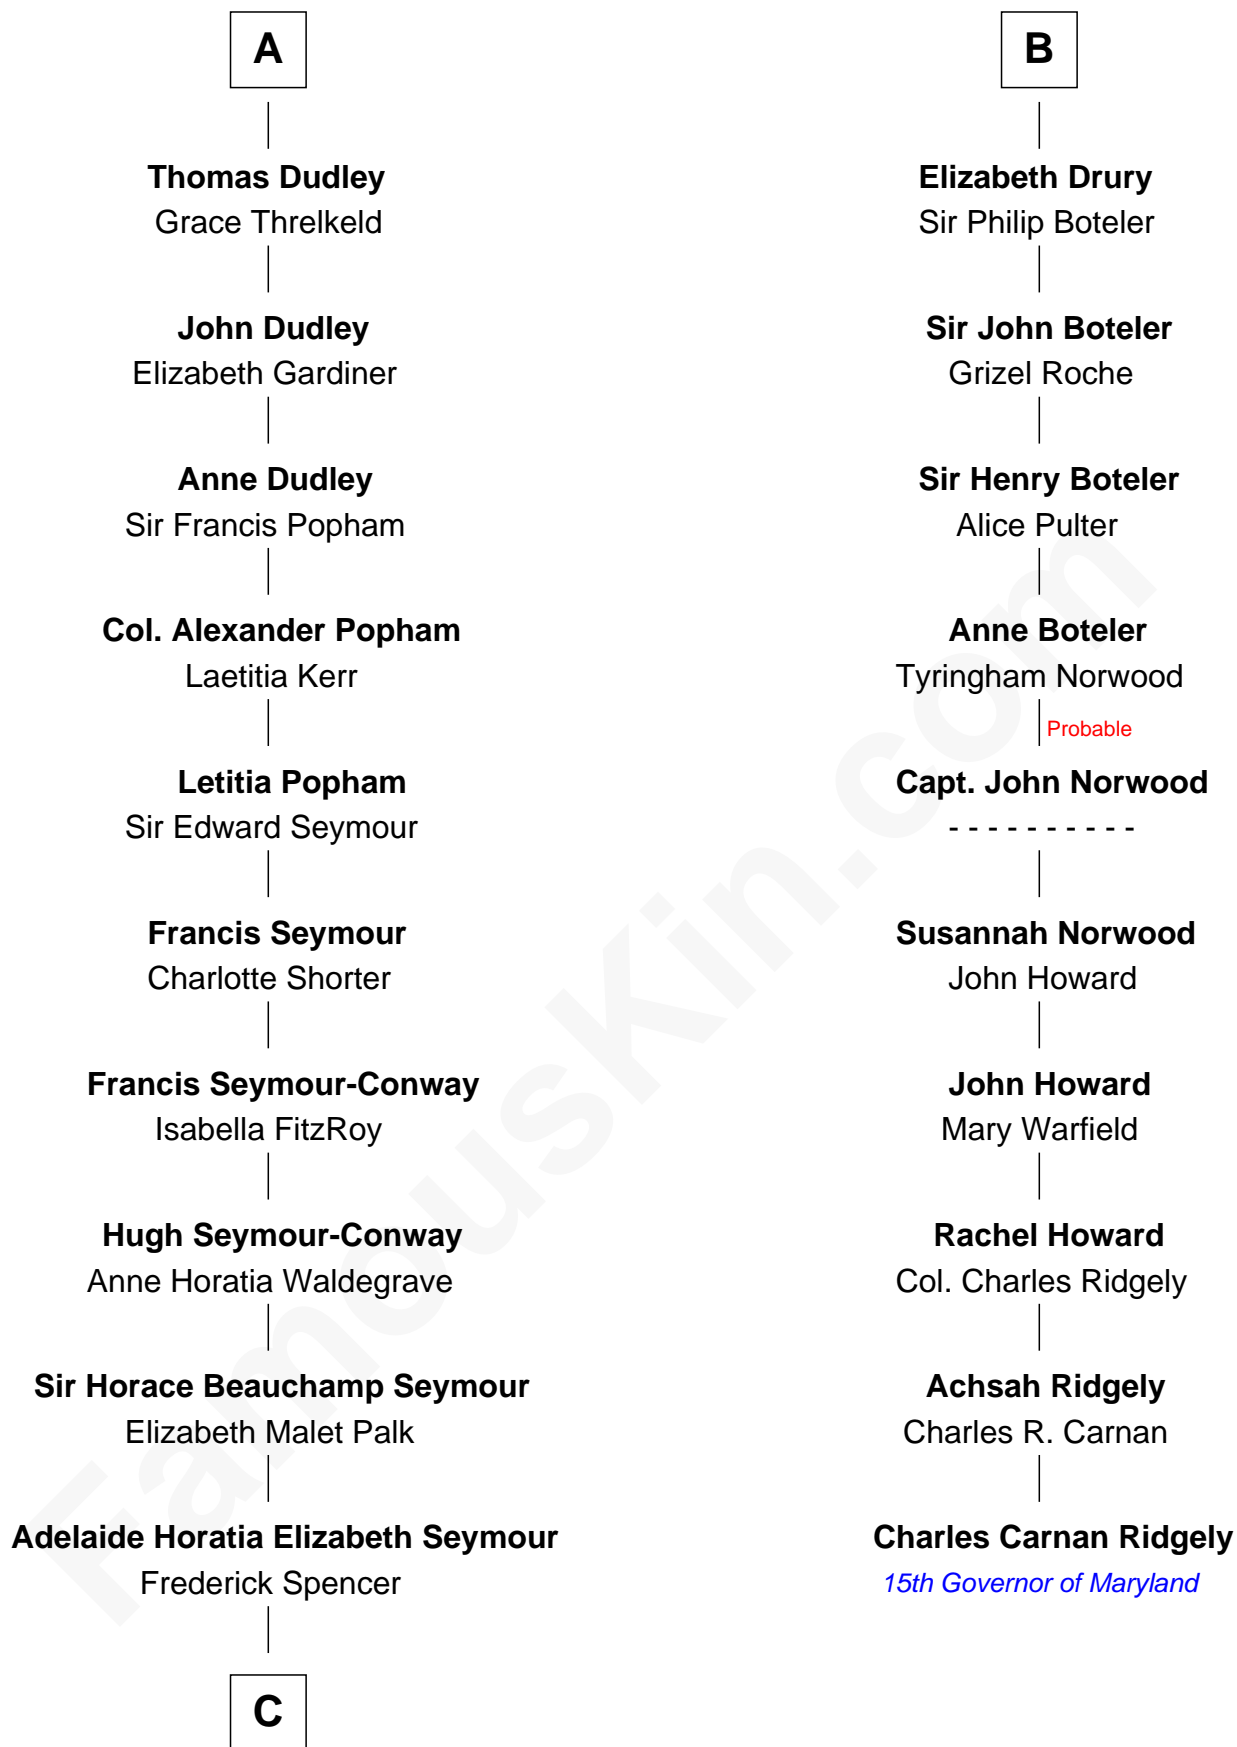 A
Thomas Dudley
Grace Threlkeld
John Dudley
Elizabeth Gardiner
Anne Dudley
Sir Francis Popham
Col. Alexander Popham
Laetitia Kerr
Letitia Popham
Sir Edward Seymour
Francis Seymour
Charlotte Shorter
Francis Seymour-Conway
Isabella FitzRoy
Hugh Seymour-Conway
Anne Horatia Waldegrave
Sir Horace Beauchamp Seymour
Elizabeth Malet Palk
Adelaide Horatia Elizabeth Seymour
Frederick Spencer
C
B
Elizabeth Drury
Sir Philip Boteler
Sir John Boteler
Grizel Roche
Sir Henry Boteler
Alice Pulter
Anne Boteler
Tyringham Norwood
Probable
Capt. John Norwood
- - - - - - - - - -
Susannah Norwood
John Howard
John Howard
Mary Warfield
Rachel Howard
Col. Charles Ridgely
Achsah Ridgely
Charles R. Carnan
Charles Carnan Ridgely
15th Governor of Maryland
FamousKin.com